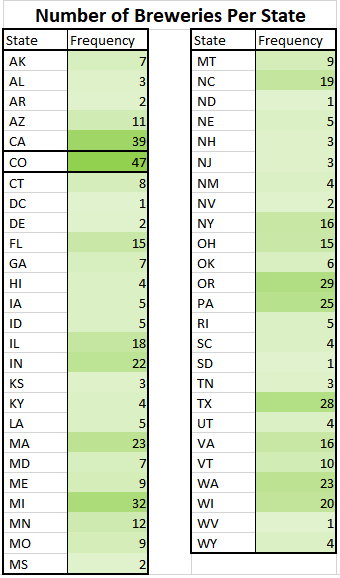 Number of Breweries Per State
State Frequency
AK 7
AL 3
AR 2
AZ 11
CA 39
CO 47
CT 8
DC 1
DE 2
FL 15
GA 7
HI 4
IA 5
ID 5
IL 18
IN 22
KS 3
KY 4
LA 5
MA 23
MD 7
ME 9
MI 32
MN 12
MO 9
MS 2
State Frequency
MT 9
NC 19
ND 1
NE 5
NH 3
NJ 3
NM 4
NV 2
NY 16
OH 15
OK 6
OR 29
PA 25
RI 5
SC 4
SD 1
TN 3
TX 28
UT 4
VA 16
VT 10
WA 23
WI 20
WV 1
WY 4